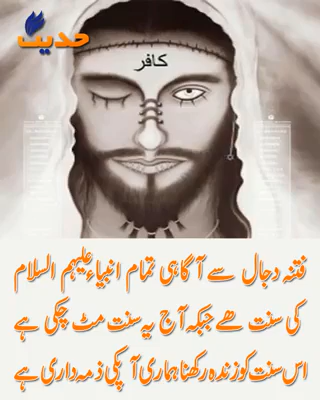 حدیث
کافر
فتنہ دجال سے آگاہی تمام انبیاء علیہم السلام
کی سنت ھے جبکہ آج یہ سنت مٹ چکی ہے
اس سنت کو زندہ رکھنا ہماری آپکی ذمہ داری ہے